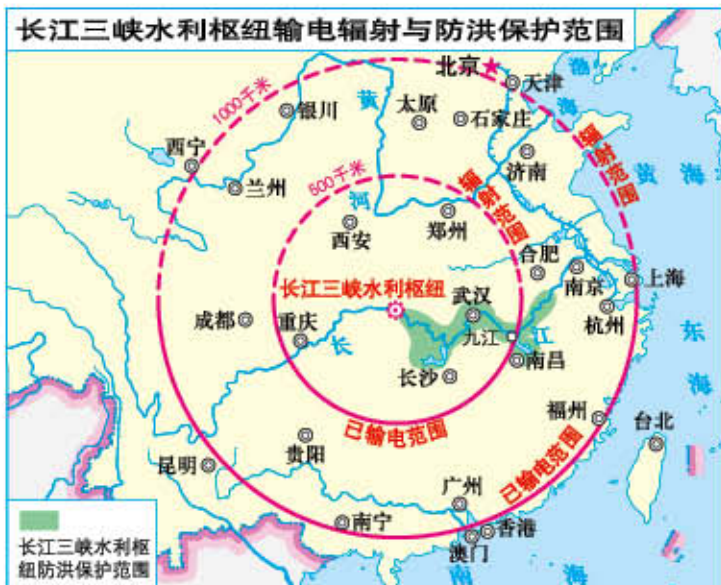 长江三峡水利枢纽输电辐射与防洪保护范围
北京
天津
渤
海
1000千米
银川
黄
太原
石家庄
辐射范围
西宁
济南
黄海
兰州
500千米
辐射范围
河
西安
郑州
合肥
南京
上海
长江三峡水利枢纽
武汉
杭州
成都
重庆
九江
江
东
长
南昌
海
长沙
已输电范围
福州
台北
贵阳
已输电范围
昆明
广州
南宁
香港
澳门
南
海
长江三峡水利枢
纽防洪保护范围